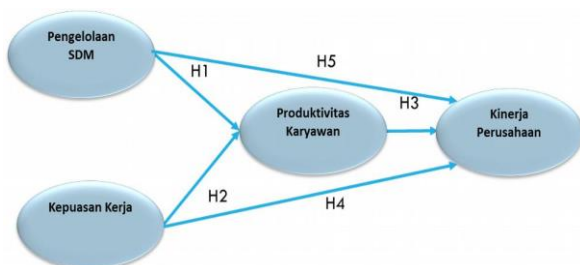 Pengelolaan
SDM
H1
H5
Produktivitas
Karyawan
H3
Kinerja
Perusahaan
Kepuasan Kerja
H2
H4